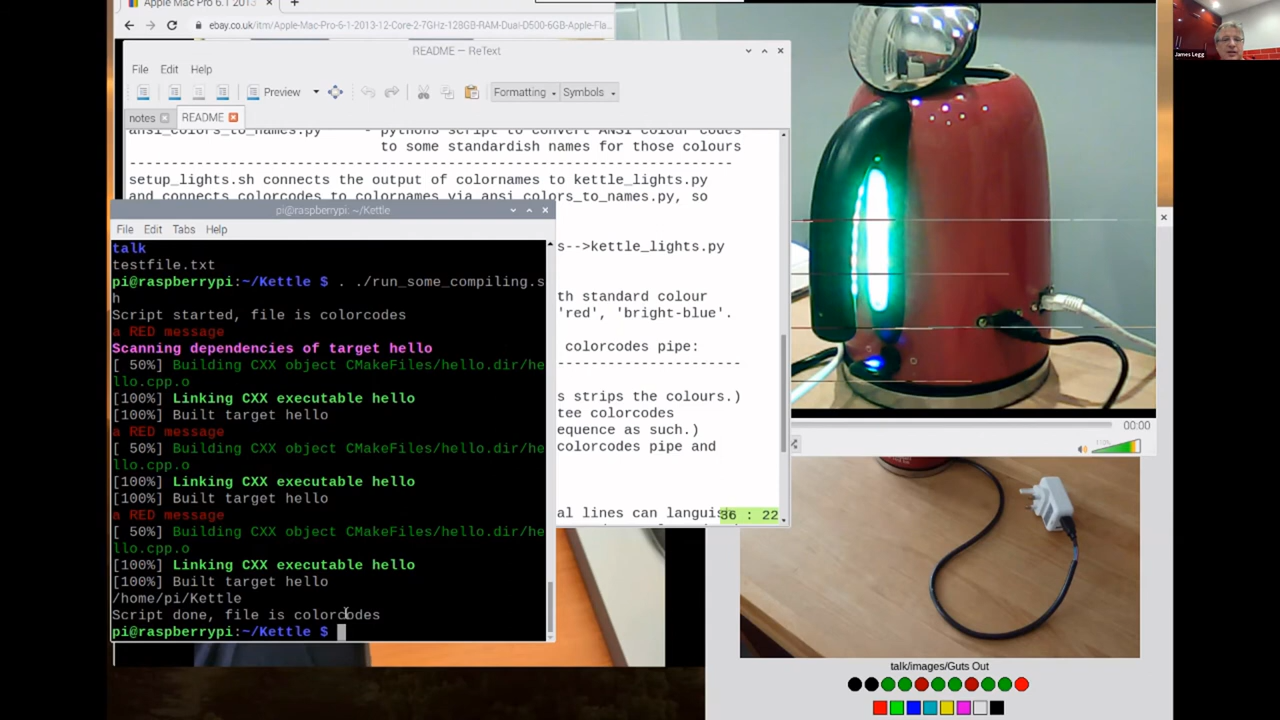 Apple Mac Pro 6.1 2013
ebay.co.uk/itm/Apple-Mac-Pro-6-1-2013-12-Core-2-7GHz-128GB-RAM-Dual-D500-6GB-Apple-Fla...
README — ReText
File Edit Help
Preview Formatting Symbols
notes README
ansi_colors_to_names.py - python3 script to convert ANSI colour codes
to some standardish names for those colours
------------------------------------------------------------------------
setup_lights.sh connects the output of colornames to kettle_lights.py
and connects colorcodes to colornames via ansi_colors_to_names.py, so
s-->kettle_lights.py
th standard colour
'red', 'bright-blue'.
colorcodes pipe:
s strips the colours.)
tee colorcodes
equence as such.)
colorcodes pipe and
al lines can languis
36 : 22
pi@raspberrypi: ~/Kettle
File Edit Tabs Help
talk
testfile.txt
pi@raspberrypi:~/Kettle $ . ./run_some_compiling.s
h
Script started, file is colorcodes
a RED message
Scanning dependencies of target hello
[ 50%] Building CXX object CMakeFiles/hello.dir/he
llo.cpp.o
[100%] Linking CXX executable hello
[100%] Built target hello
a RED message
[ 50%] Building CXX object CMakeFiles/hello.dir/he
llo.cpp.o
[100%] Linking CXX executable hello
[100%] Built target hello
a RED message
[ 50%] Building CXX object CMakeFiles/hello.dir/he
llo.cpp.o
[100%] Linking CXX executable hello
[100%] Built target hello
/home/pi/Kettle
Script done, file is colorcodes
pi@raspberrypi:~/Kettle $
James Legg
00:00
110%
talk/images/Guts Out